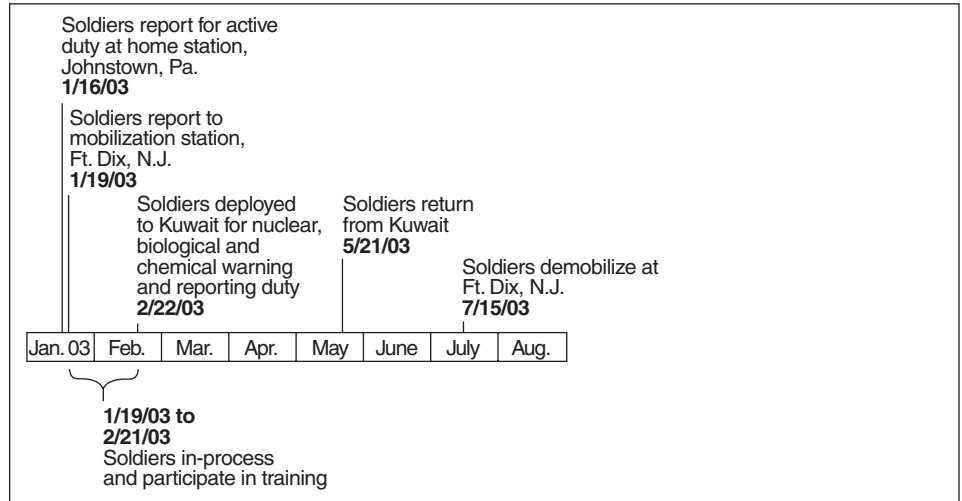 Soldiers report for active
duty at home station,
Johnstown, Pa.
1/16/03
Soldiers report to
mobilization station,
Ft. Dix, N.J.
1/19/03
Soldiers deployed
to Kuwait for nuclear,
biological and
chemical warning
and reporting duty
2/22/03
Soldiers return
from Kuwait
5/21/03
Soldiers demobilize at
Ft. Dix, N.J.
7/15/03
Jan. 03 Feb. Mar. Apr. May June July Aug.
1/19/03 to
2/21/03
Soldiers in-process
and participate in training